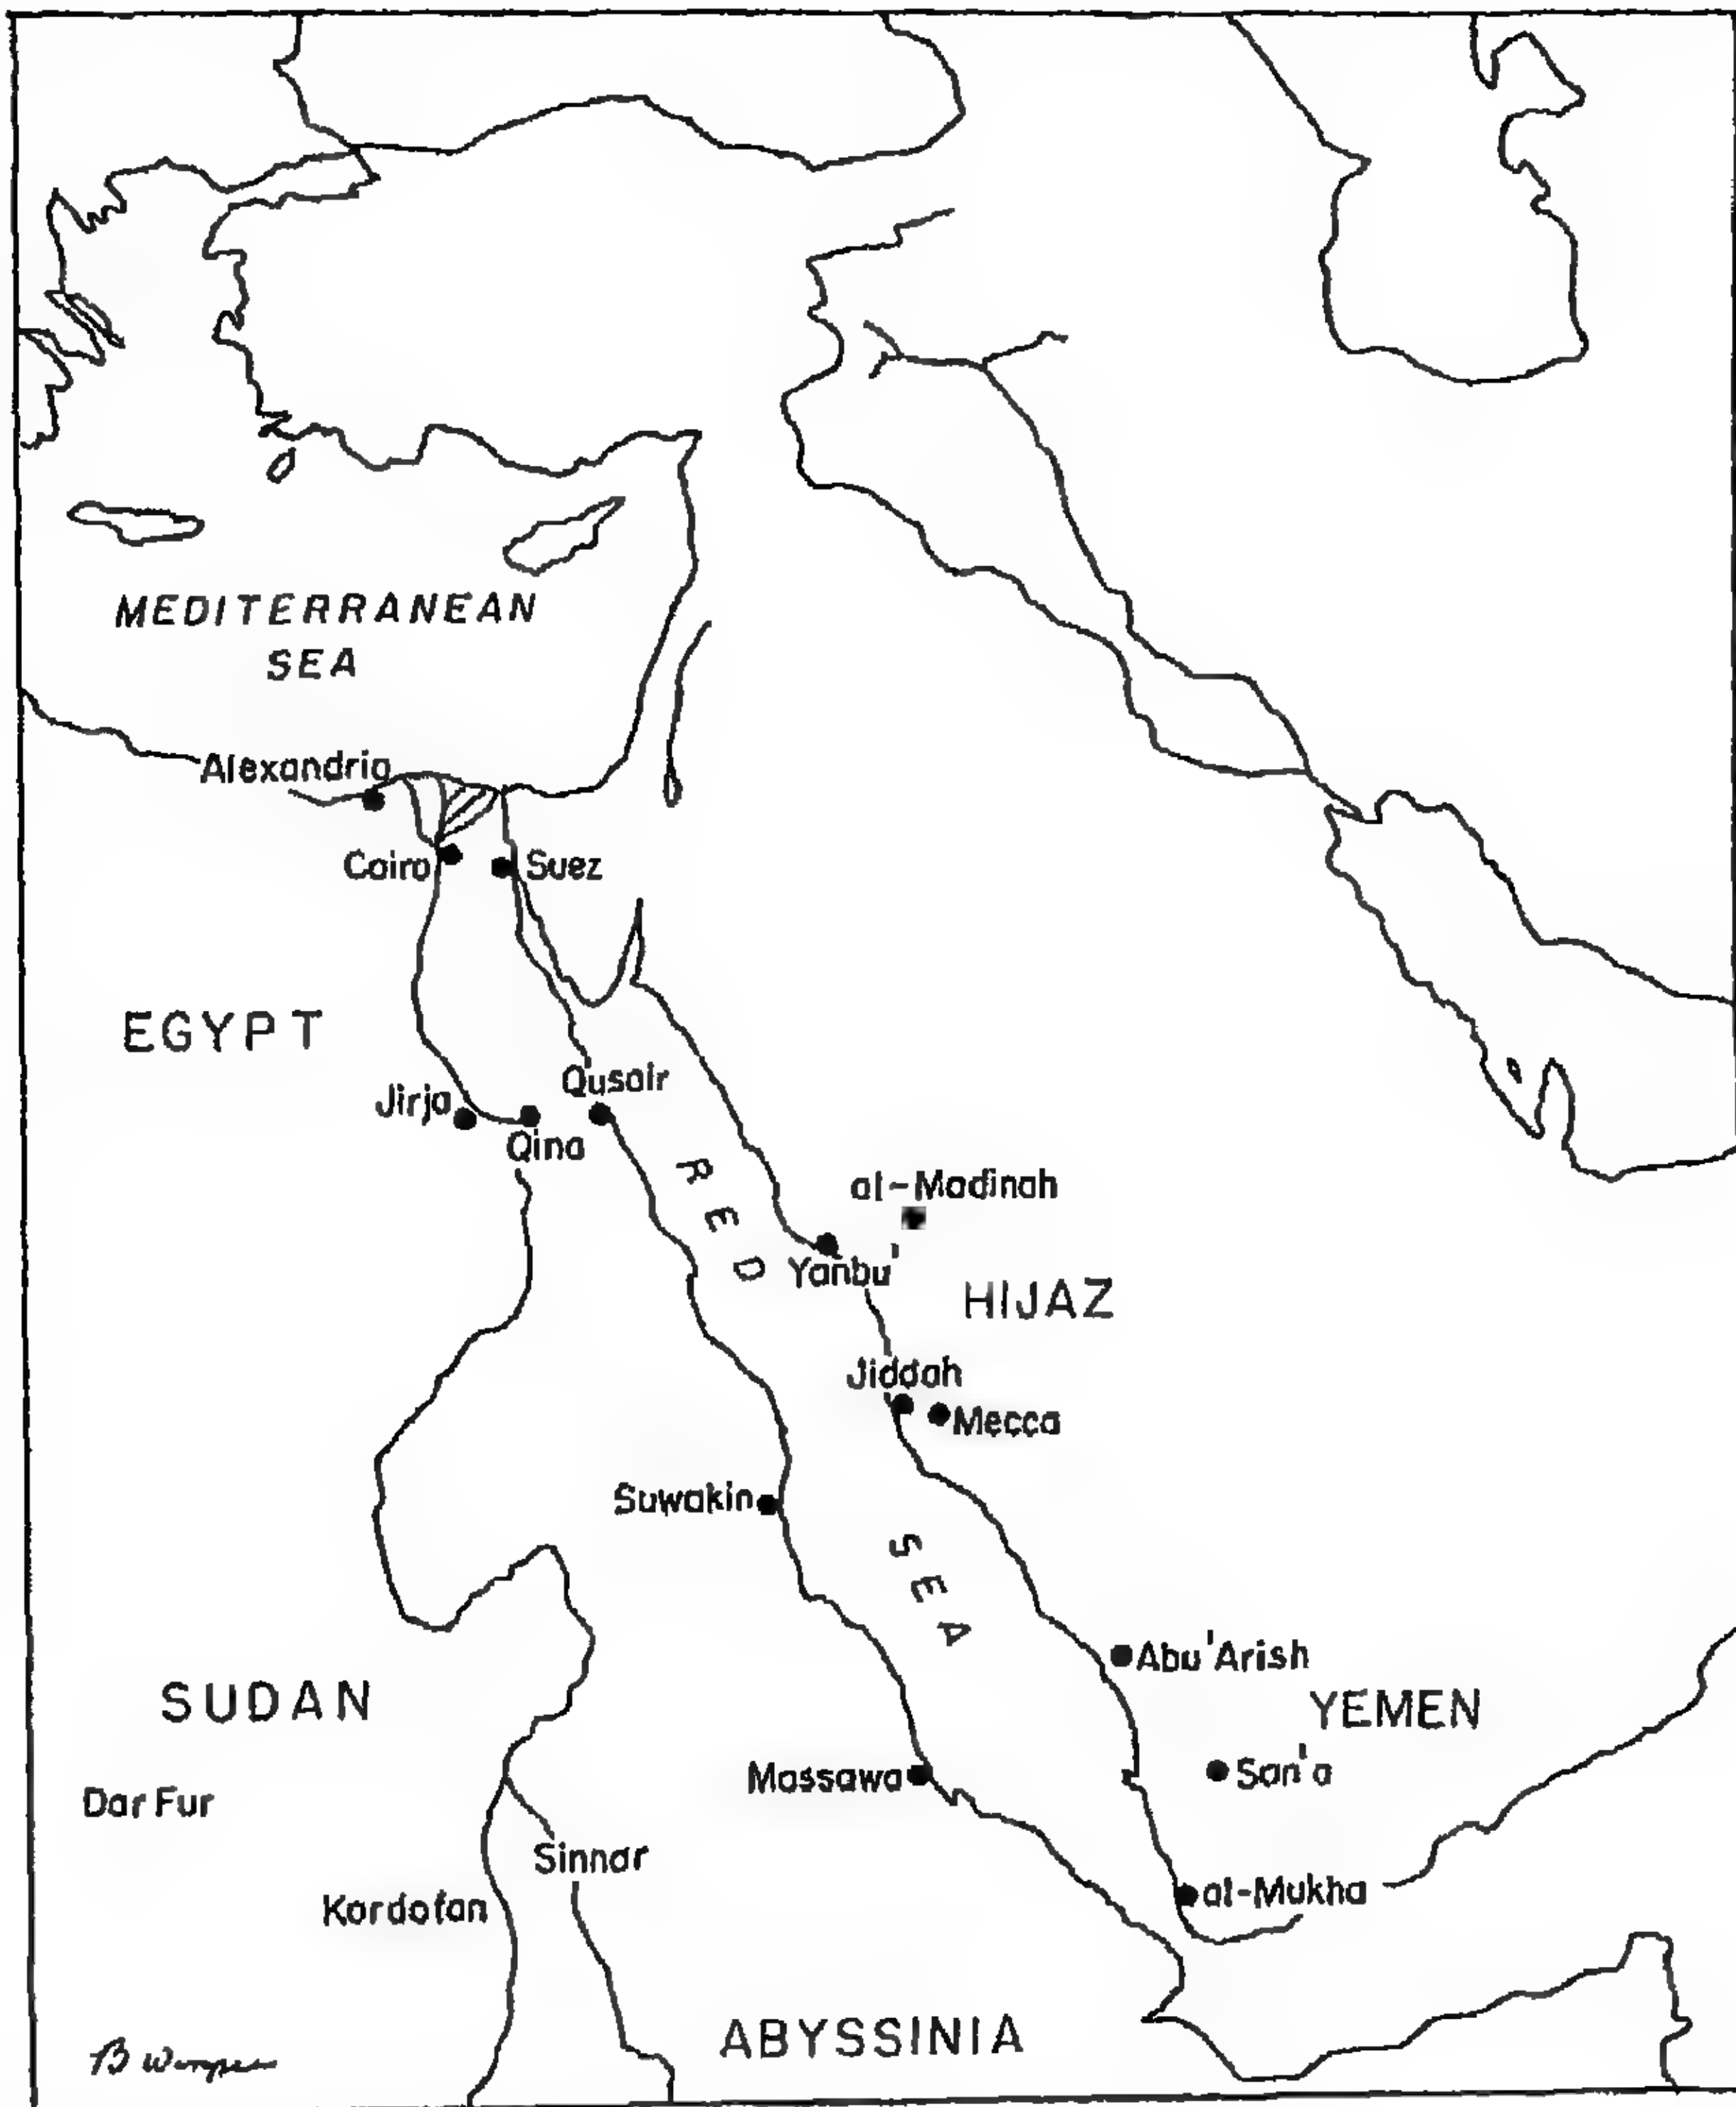 MEDITERRANEAN
SEA
Alexandria
Cairo
Suez
EGYPT
Qusair
Jirja
Qina
RED
al-Madinah
Yanbu'
HIJAZ
Jiddah
Mecca
Suwakin
SEA
Abu'Arish
SUDAN
YEMEN
Massawa
San'a
Dar Fur
Sinnar
al-Mukha
Kordofan
ABYSSINIA